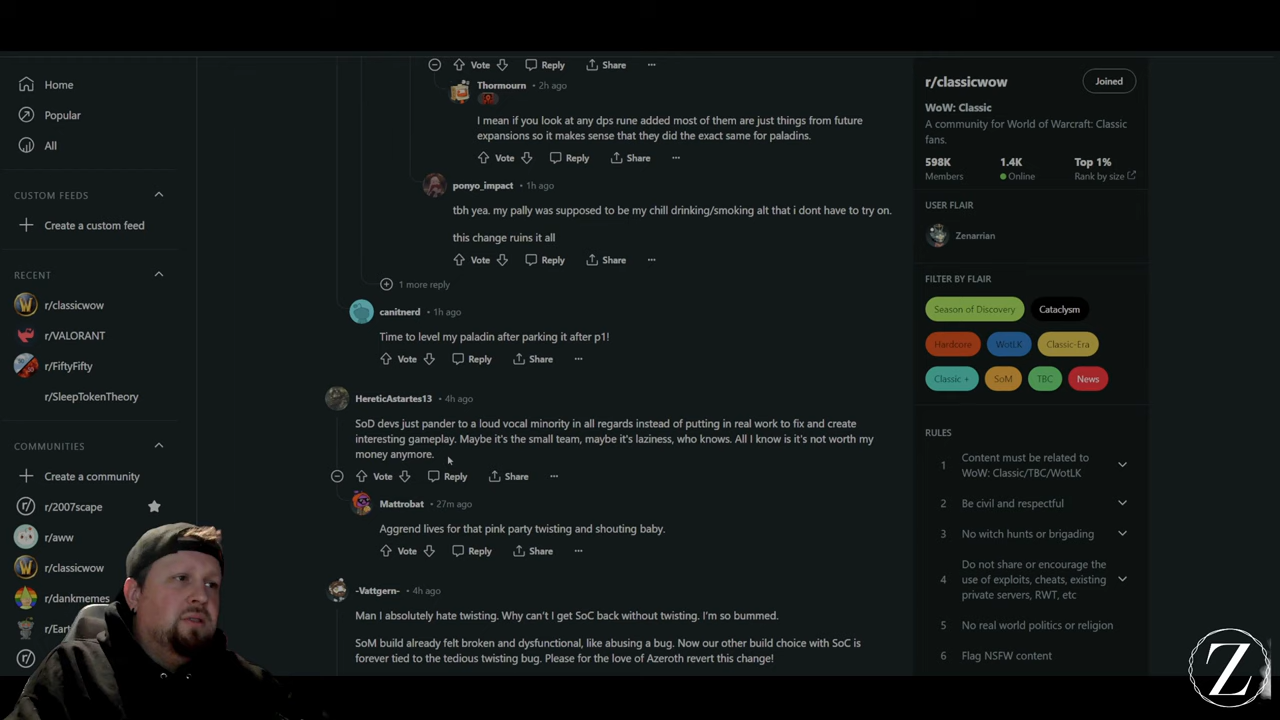 Home
Popular
All
CUSTOM FEEDS
Create a custom feed
RECENT
r/classicwow
r/VALORANT
r/FiftyFifty
r/SleepTokenTheory
COMMUNITIES
Create a community
r/2007scape
r/aww
r/classicwow
r/dankmemes
Vote Reply Share
Thormourn • 2h ago
I mean if you look at any dps rune added most of them are just things from future
expansions so it makes sense that they did the exact same for paladins.
Vote Reply Share
ponyo_impact • 1h ago
tbh yea. my pally was supposed to be my chill drinking/smoking alt that i dont have to try on.
this change ruins it all
Vote Reply Share
1 more reply
canitnerd • 1h ago
Time to level my paladin after parking it after p1!
Vote Reply Share
HereticAstartes13 • 4h ago
SoD devs just pander to a loud vocal minority in all regards instead of putting in real work to fix and create
interesting gameplay. Maybe it's the small team, maybe it's laziness, who knows. All I know is it's not worth my
money anymore.
Vote Reply Share
Mattrobat • 27m ago
Aggrend lives for that pink party twisting and shouting baby.
Vote Reply Share
-Vattgern- • 4h ago
Man I absolutely hate twisting. Why can't I get SoC back without twisting. I'm so bummed.
SoM build already felt broken and dysfunctional, like abusing a bug. Now our other build choice with SoC is
forever tied to the tedious twisting bug. Please for the love of Azeroth revert this change!
r/classicwow
Joined
WoW: Classic
A community for World of Warcraft: Classic
fans.
598K 1.4K Top 1%
Members Online Rank by size
USER FLAIR
Zenarrian
FILTER BY FLAIR
Season of Discovery Cataclysm
Hardcore WotLK Classic-Era
Classic + SoM TBC News
RULES
1 Content must be related to
WoW: Classic/TBC/WotLK
2 Be civil and respectful
3 No witch hunts or brigading
4 Do not share or encourage the
use of exploits, cheats, existing
private servers, RWT, etc
5 No real world politics or religion
6 Flag NSFW content
Z